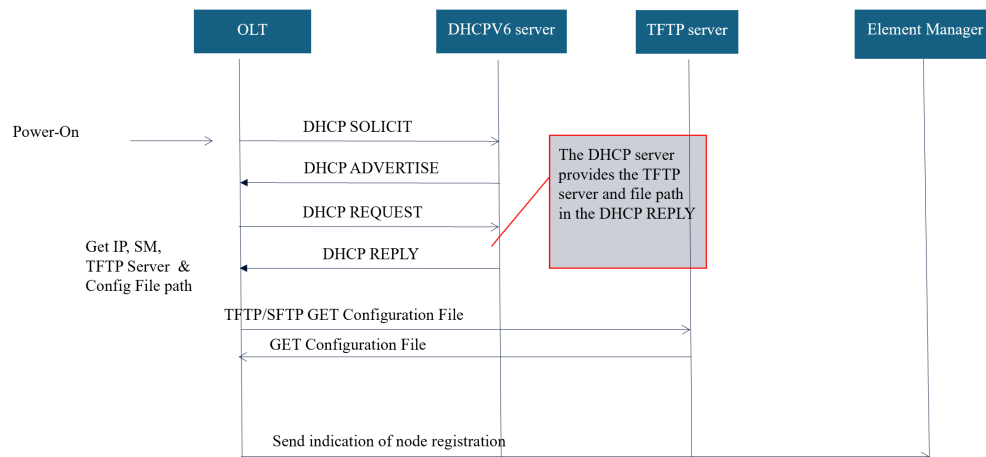 OLT
DHCPV6 server
TFTP server
Element Manager
Power-On
DHCP SOLICIT
DHCP ADVERTISE
The DHCP server
provides the TFTP
server and file path
in the DHCP REPLY
DHCP REQUEST
Get IP, SM,
TFTP Server &
Config File path
DHCP REPLY
TFTP/SFTP GET Configuration File
GET Configuration File
Send indication of node registration